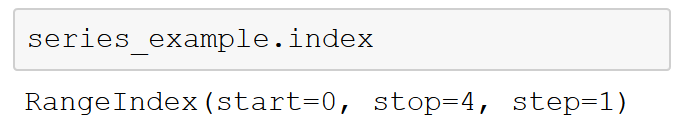 series_example.index
RangeIndex(start=0, stop=4, step=1)